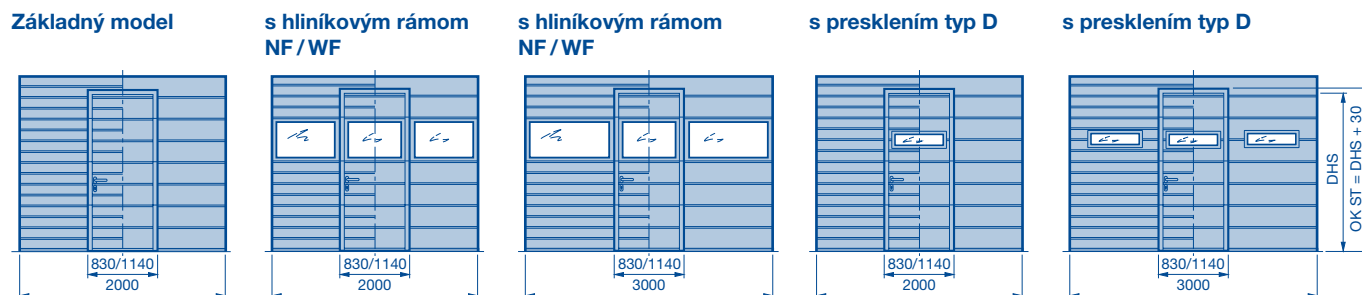 Základný model
s hliníkovým rámom
NF / WF
s hliníkovým rámom
NF / WF
s presklením typ D
s presklením typ D
830/1140
2000
830/1140
2000
830/1140
3000
830/1140
2000
830/1140
3000
DHS
OK ST = DHS + 30